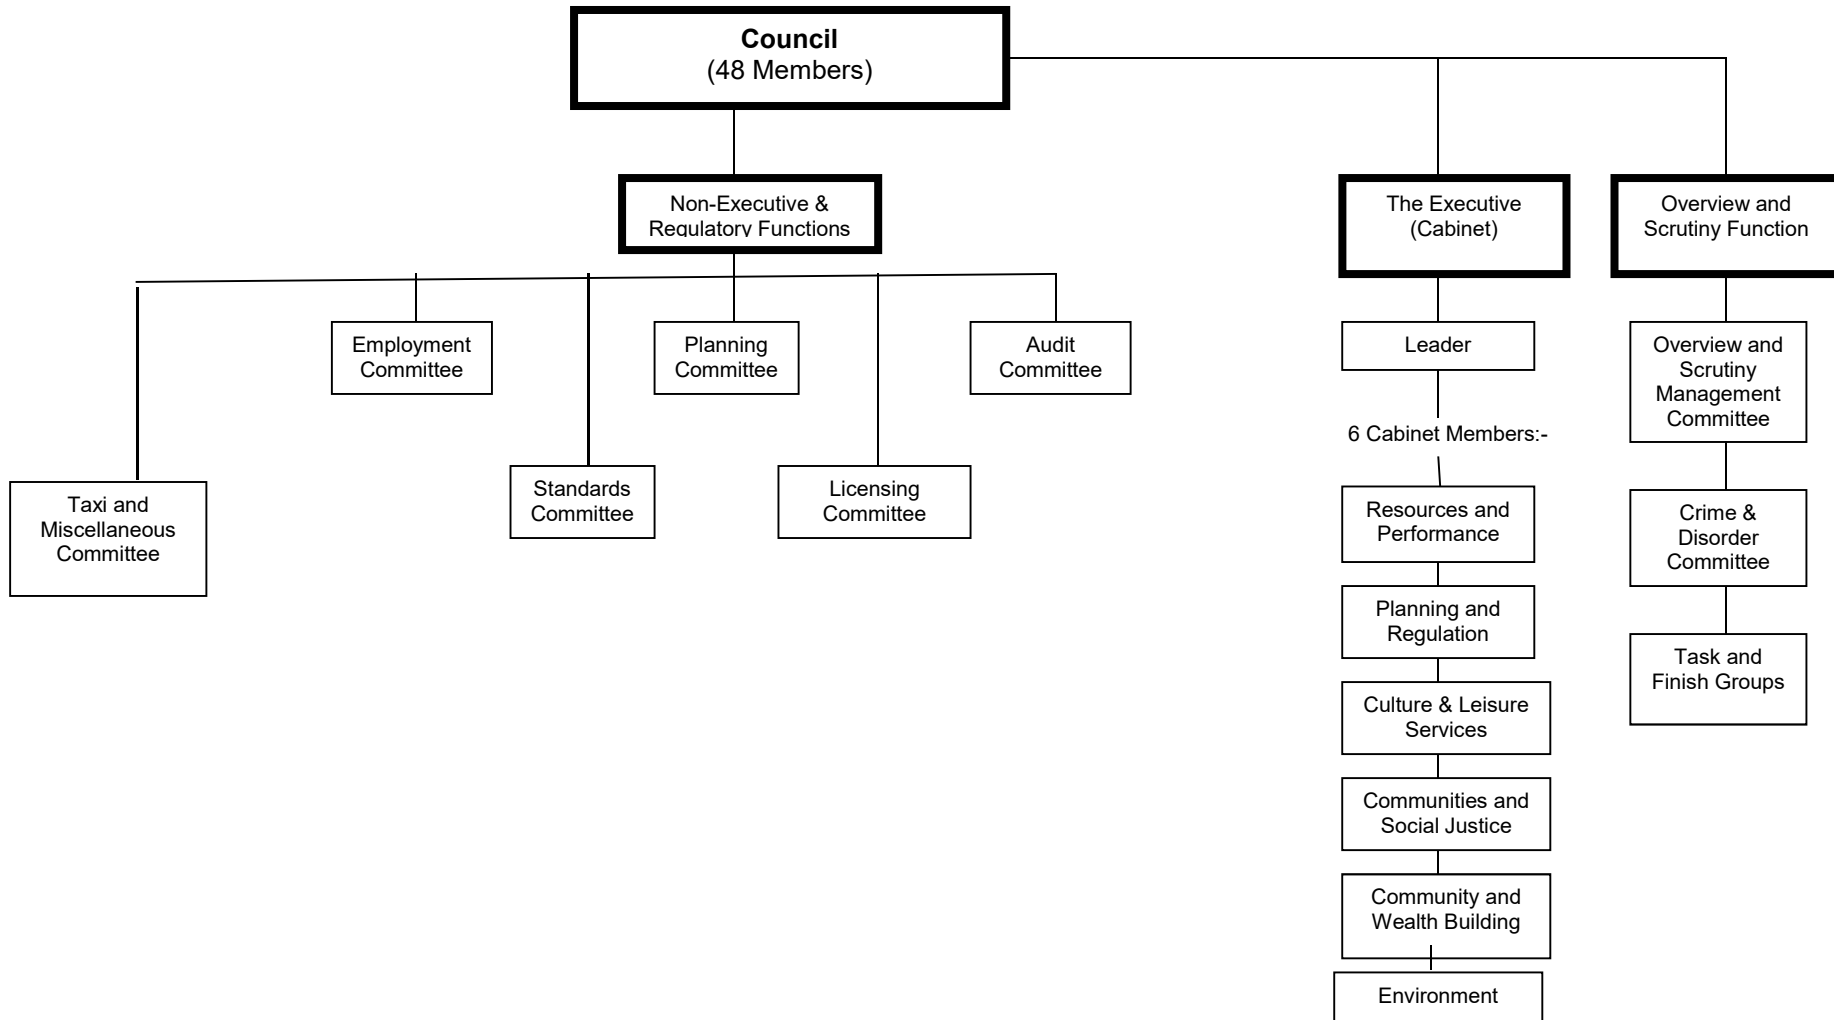 Council
(48 Members)
Non-Executive &
Regulatory Functions
The Executive
(Cabinet)
Overview and
Scrutiny Function
Employment
Committee
Planning
Committee
Audit
Committee
Taxi and
Miscellaneous
Committee
Standards
Committee
Licensing
Committee
Leader
6 Cabinet Members:-
Resources and
Performance
Planning and
Regulation
Culture & Leisure
Services
Communities and
Social Justice
Community and
Wealth Building
Environment
Overview and
Scrutiny
Management
Committee
Crime &
Disorder
Committee
Task and
Finish Groups